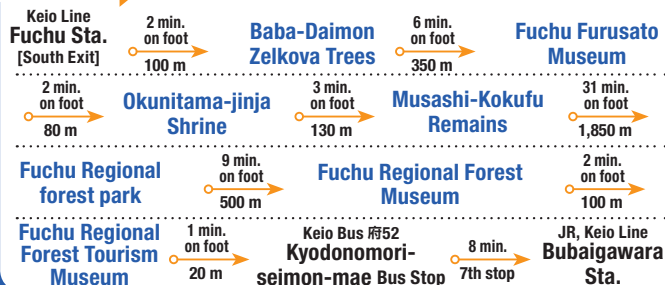 Keio Line
Fuchu Sta.
[South Exit]
2 min.
on foot
100 m
Baba-Daimon
Zelkova Trees
6 min.
on foot
350 m
Fuchu Furusato
Museum
2 min.
on foot
80 m
Okunitama-jinja
Shrine
3 min.
on foot
130 m
Musashi-Kokufu
Remains
31 min.
on foot
1,850 m
Fuchu Regional
forest park
9 min.
on foot
500 m
Fuchu Regional Forest
Museum
2 min.
on foot
100 m
Fuchu Regional
Forest Tourism
Museum
1 min.
on foot
20 m
Keio Bus 府52
Kyodonomori-
seimon-mae Bus Stop
8 min.
7th stop
JR, Keio Line
Bubaigawara
Sta.